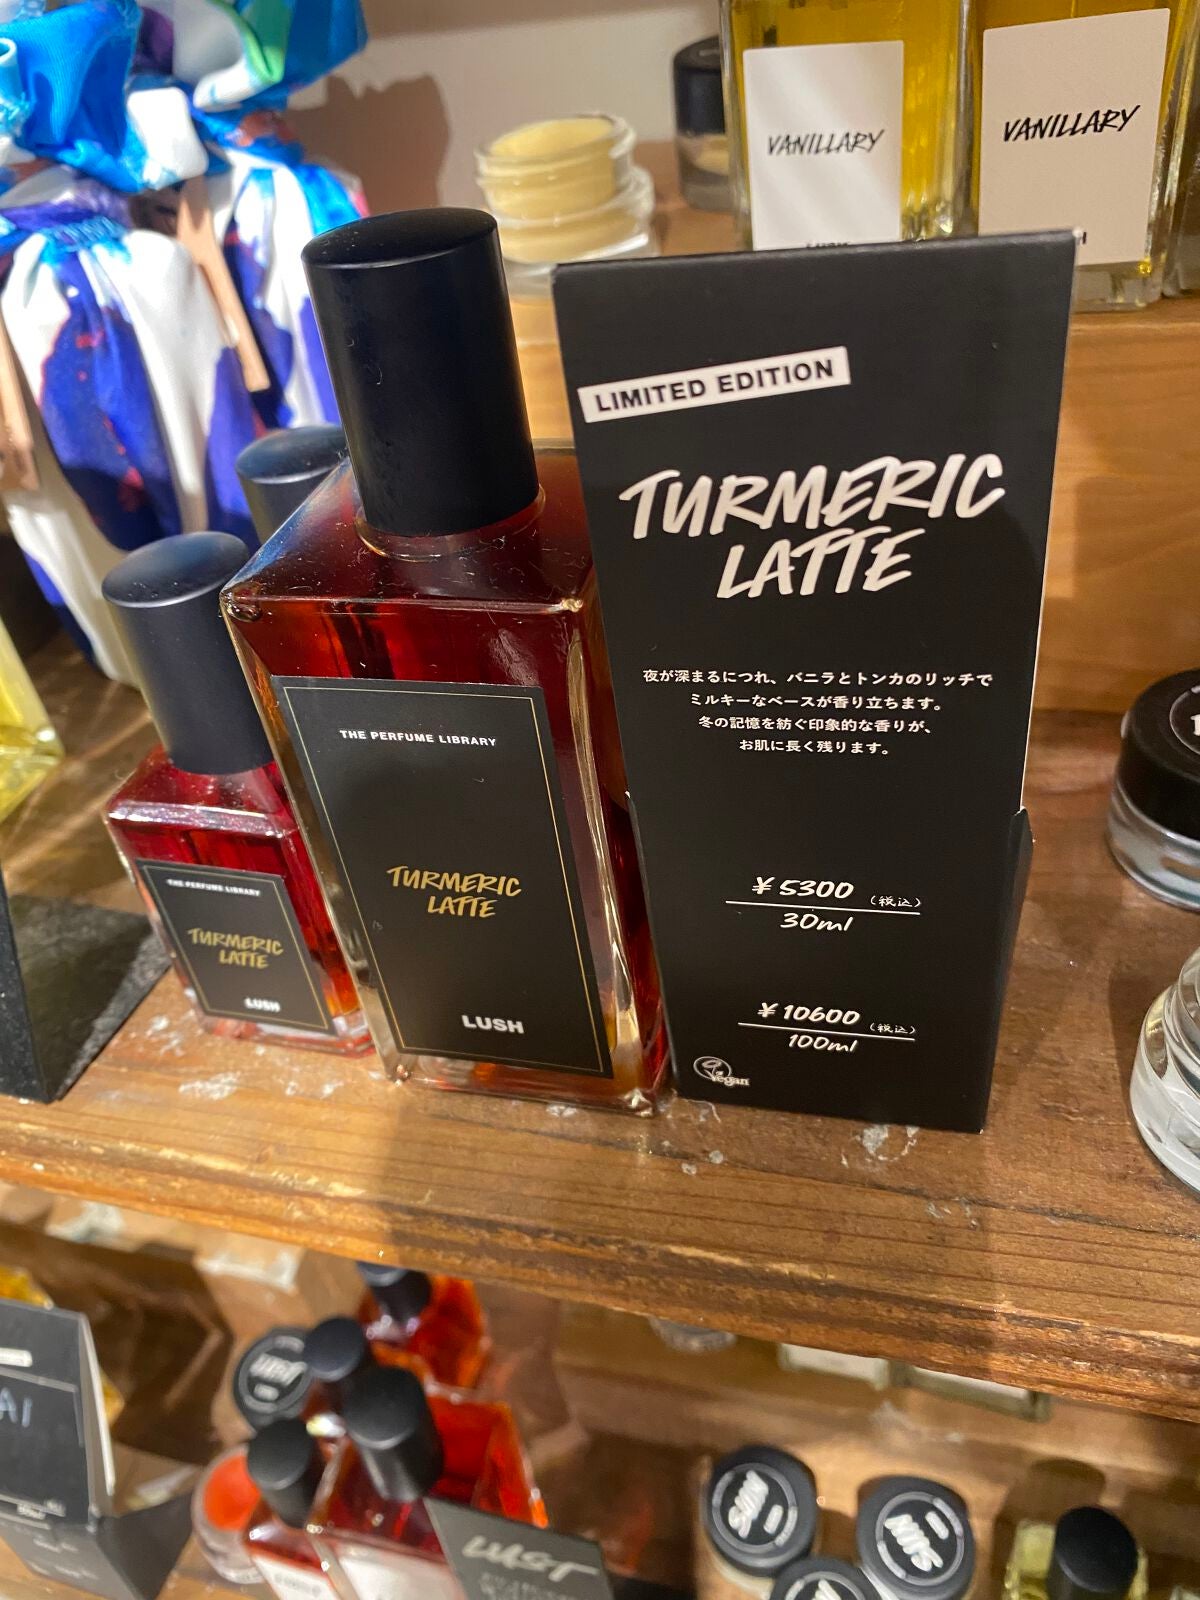 VANILLARY
VANILLARY
LIMITED EDITION
TURMERIC
LATTE
夜が深まるにつれ、バニラとトンカのリッチで
ミルキーなベースが香り立ちます。
冬の記憶を紡ぐ印象的な香りが、
お肌に長く残ります。
¥5300(税込)
30ml
¥10600(税込)
100ml
Vegan
THE PERFUME LIBRARY
TURMERIC
LATTE
LUSH
THE PERFUME LIBRARY
TURMERIC
LATTE
LUSH
LUST